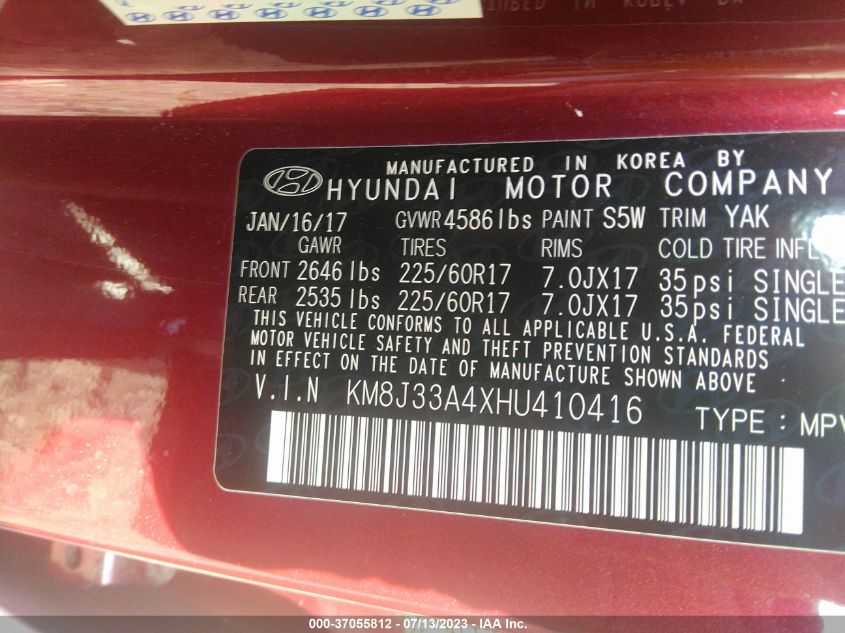 MANUFACTURED IN KOREA BY
HYUNDAI MOTOR COMPANY
JAN/16/17 GVWR 4586 lbs PAINT S5W TRIM YAK
GAWR TIRES RIMS COLD TIRE INFL
FRONT 2646 lbs 225/60R17 7.0JX17 35psi SINGLE
REAR 2535 lbs 225/60R17 7.0JX17 35psi SINGLE
THIS VEHICLE CONFORMS TO ALL APPLICABLE U.S.A. FEDERAL
MOTOR VEHICLE SAFETY AND THEFT PREVENTION STANDARDS
IN EFFECT ON THE DATE OF MANUFACTURE SHOWN ABOVE
V.I.N KM8J33A4XHU410416 TYPE : MPV
000-37055812 - 07/13/2023 - IAA Inc.